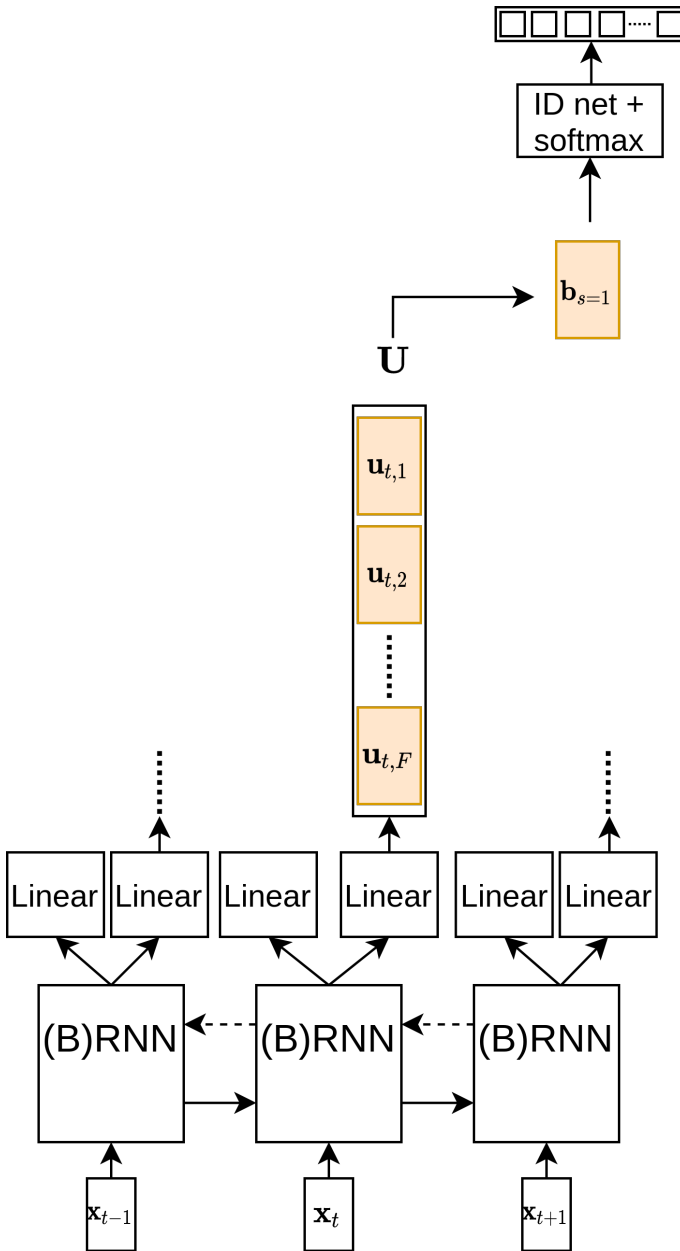 ID net +
softmax
b_{s=1}
U
u_{t,1}
u_{t,2}
u_{t,F}
Linear Linear Linear Linear Linear Linear
(B)RNN (B)RNN (B)RNN
x_{t-1} x_t x_{t+1}